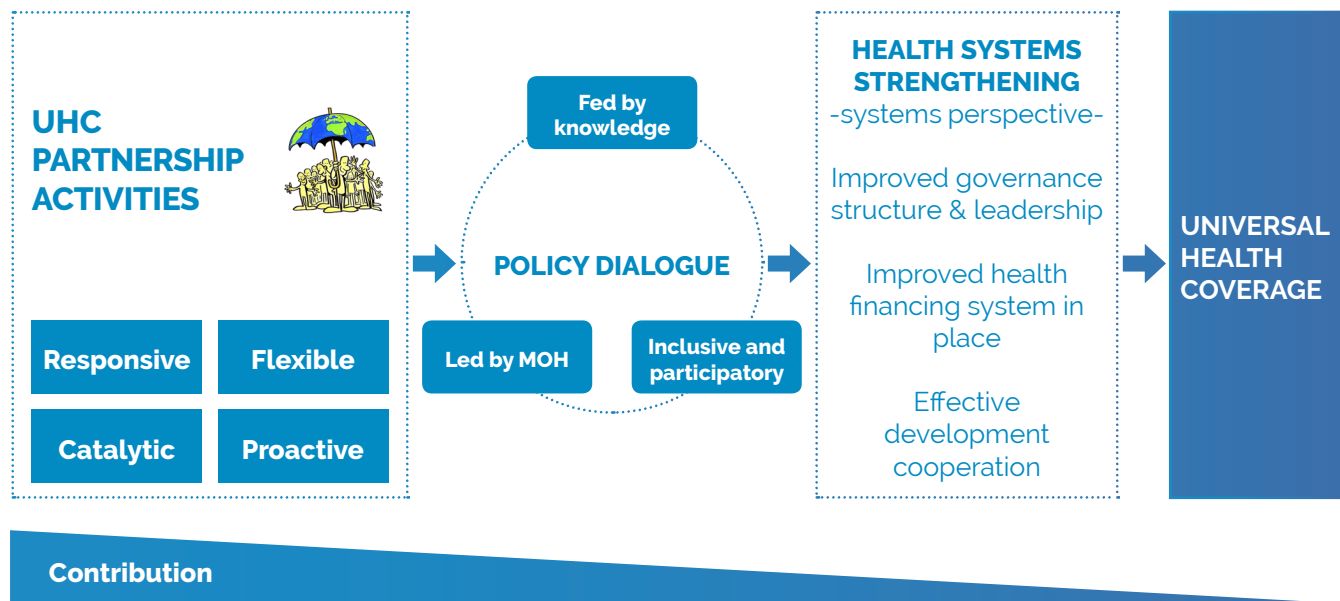 UHC
PARTNERSHIP
ACTIVITIES
Responsive
Flexible
Catalytic
Proactive
Fed by
knowledge
POLICY DIALOGUE
Led by MOH
Inclusive and
participatory
HEALTH SYSTEMS
STRENGTHENING
-systems perspective-
Improved governance
structure & leadership
Improved health
financing system in
place
Effective
development
cooperation
UNIVERSAL
HEALTH
COVERAGE
Contribution